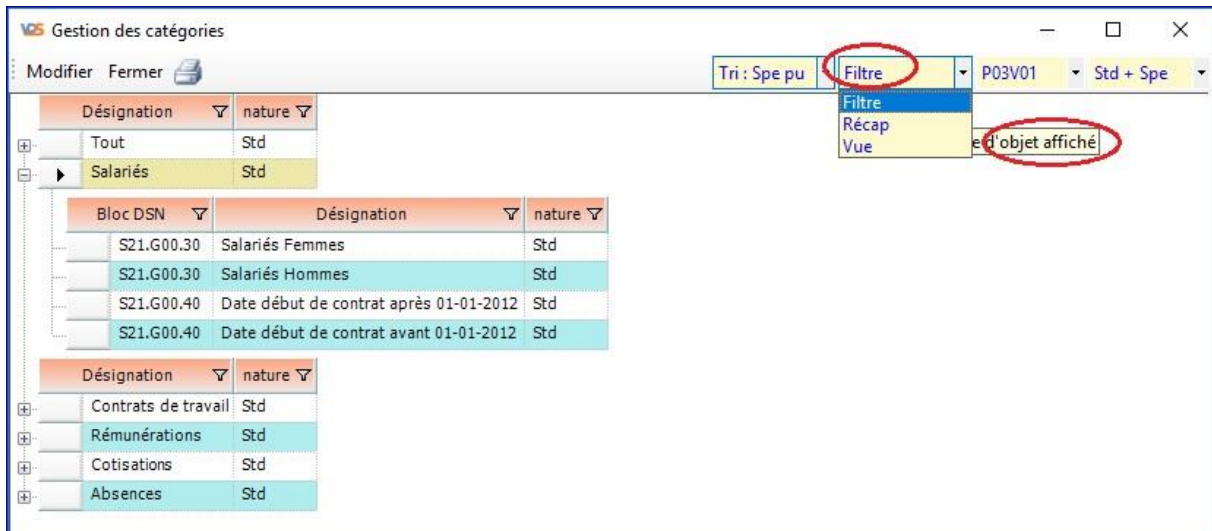 VDS Gestion des catégories
Modifier Fermer Tri : Spe pu Filtre P03V01 Std + Spe
Filtre
Récap
Vue
e d'objet affiché
Désignation nature
Tout Std
Salariés Std
Bloc DSN Désignation nature
S21.G00.30 Salariés Femmes Std
S21.G00.30 Salariés Hommes Std
S21.G00.40 Date début de contrat après 01-01-2012 Std
S21.G00.40 Date début de contrat avant 01-01-2012 Std
Désignation nature
Contrats de travail Std
Rémunérations Std
Cotisations Std
Absences Std